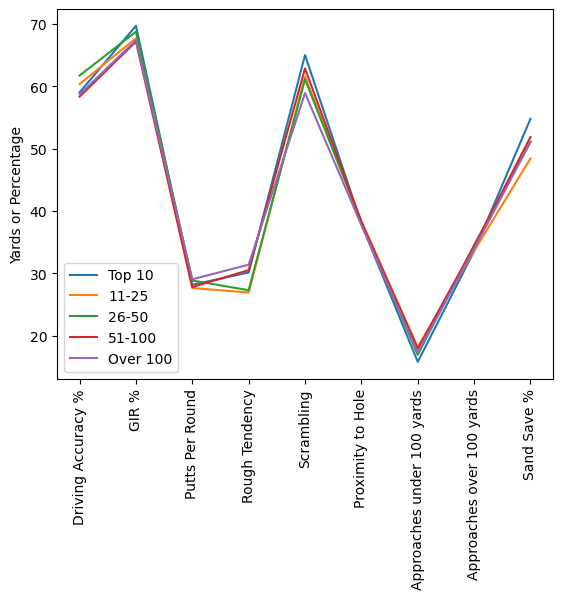 Yards or Percentage
70
60
50
40
30
20
Top 10
11-25
26-50
51-100
Over 100
Driving Accuracy %
GIR %
Putts Per Round
Rough Tendency
Scrambling
Proximity to Hole
Approaches under 100 yards
Approaches over 100 yards
Sand Save %